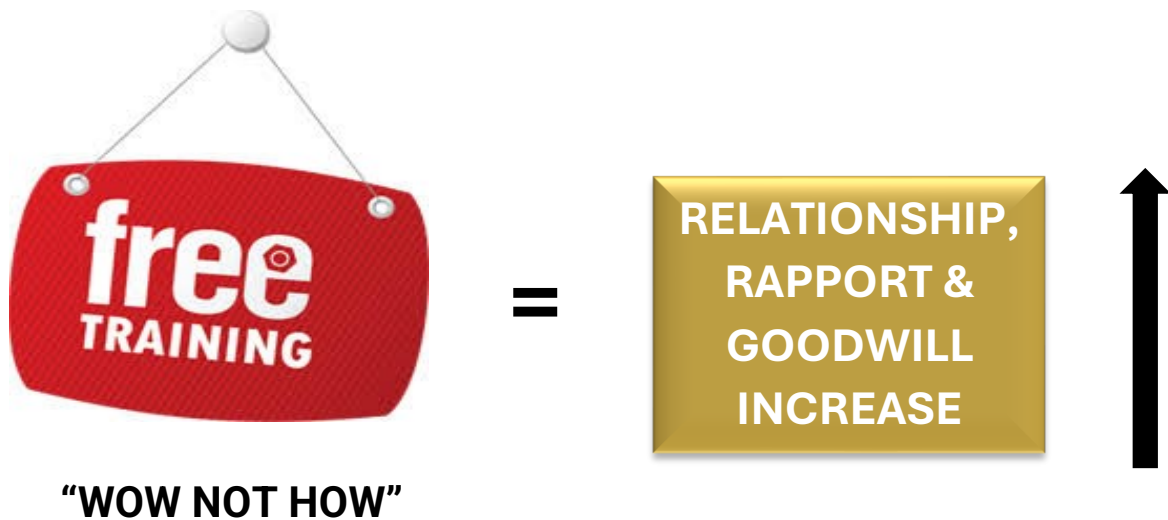 free
TRAINING
“WOW NOT HOW”
=
RELATIONSHIP,
RAPPORT &
GOODWILL
INCREASE